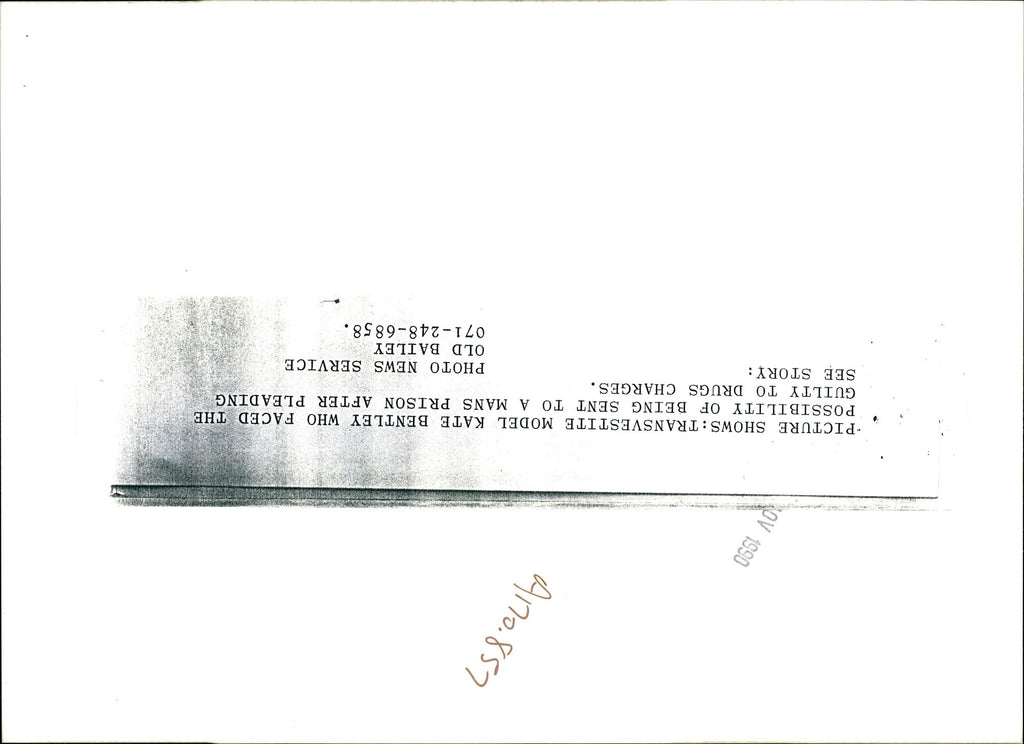 PICTURE SHOWS:TRANSVESTITE MODEL KATE BENTLEY WHO FACED THE
POSSIBILITY OF BEING SENT TO A MANS PRISON AFTER PLEADING
GUILTY TO DRUGS CHARGES.
SEE STORY:
PHOTO NEWS SERVICE
OLD BAILEY
071-248-6858.
1990